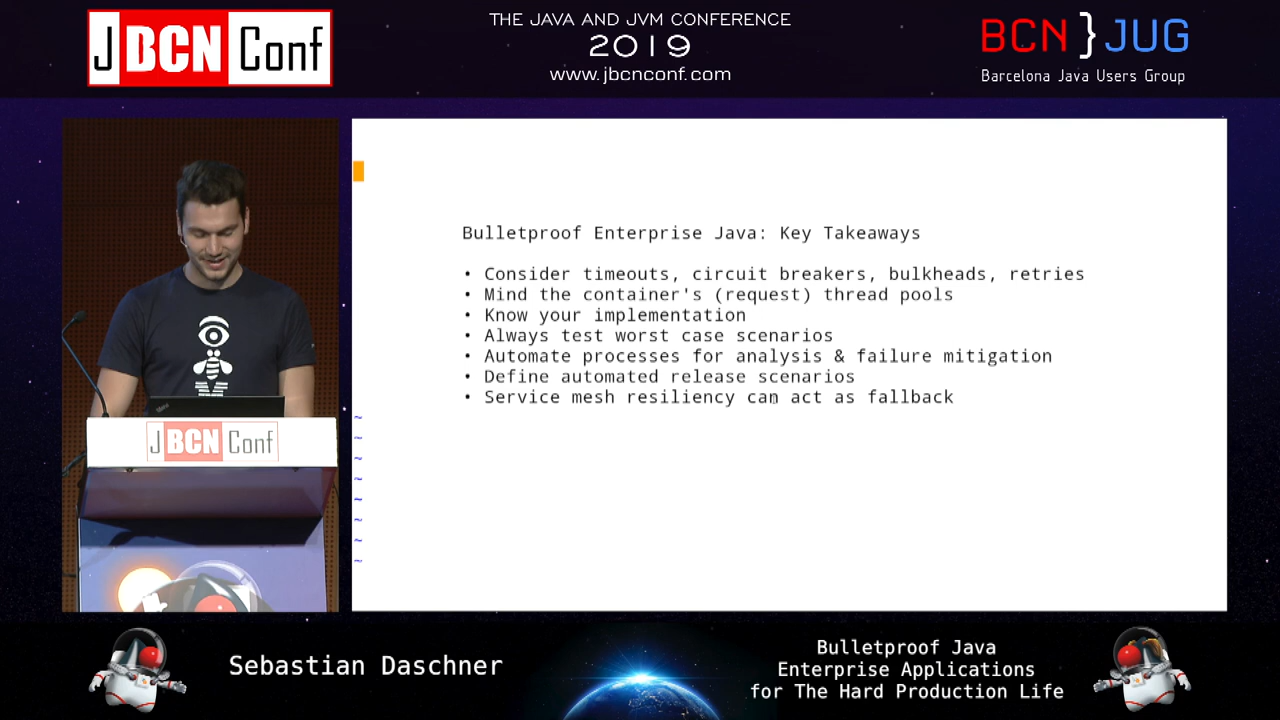 J BCN Conf
THE JAVA AND JVM CONFERENCE
2019
www.jbcnconf.com
BCN } JUG
Barcelona Java Users Group
Bulletproof Enterprise Java: Key Takeaways
• Consider timeouts, circuit breakers, bulkheads, retries
• Mind the container's (request) thread pools
• Know your implementation
• Always test worst case scenarios
• Automate processes for analysis & failure mitigation
• Define automated release scenarios
• Service mesh resiliency can act as fallback
~
~
~
~
~
~
~
~
J BCN Conf
Sebastian Daschner
Bulletproof Java
Enterprise Applications
for The Hard Production Life